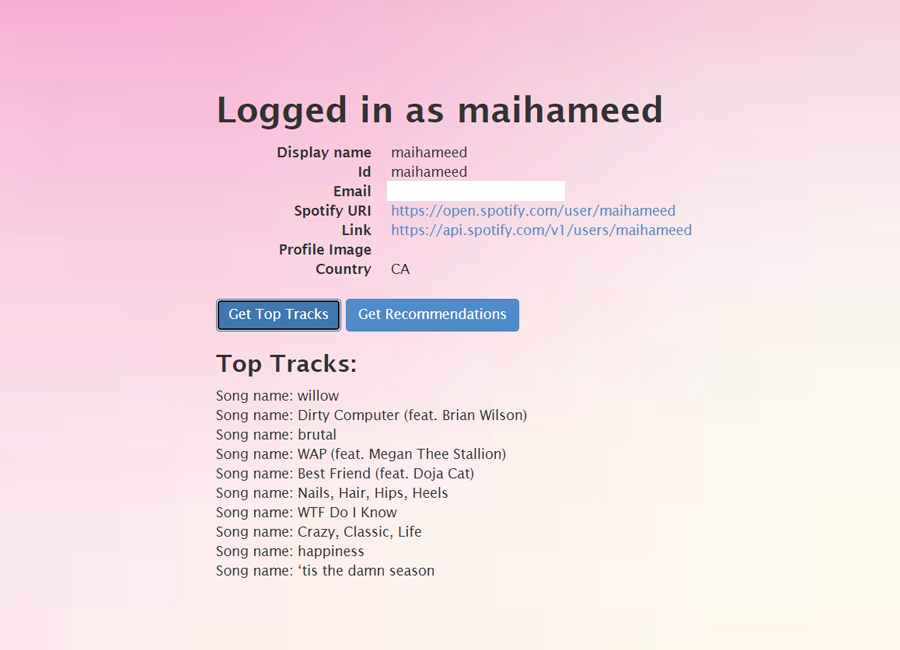 Logged in as maihameed
Display name maihameed
Id maihameed
Email
Spotify URI https://open.spotify.com/user/maihameed
Link https://api.spotify.com/v1/users/maihameed
Profile Image
Country CA
Get Top Tracks Get Recommendations
Top Tracks:
Song name: willow
Song name: Dirty Computer (feat. Brian Wilson)
Song name: brutal
Song name: WAP (feat. Megan Thee Stallion)
Song name: Best Friend (feat. Doja Cat)
Song name: Nails, Hair, Hips, Heels
Song name: WTF Do I Know
Song name: Crazy, Classic, Life
Song name: happiness
Song name: ‘tis the damn season